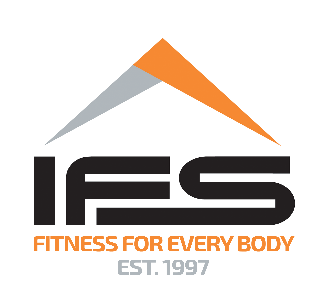 IFS
FITNESS FOR EVERY BODY
EST. 1997